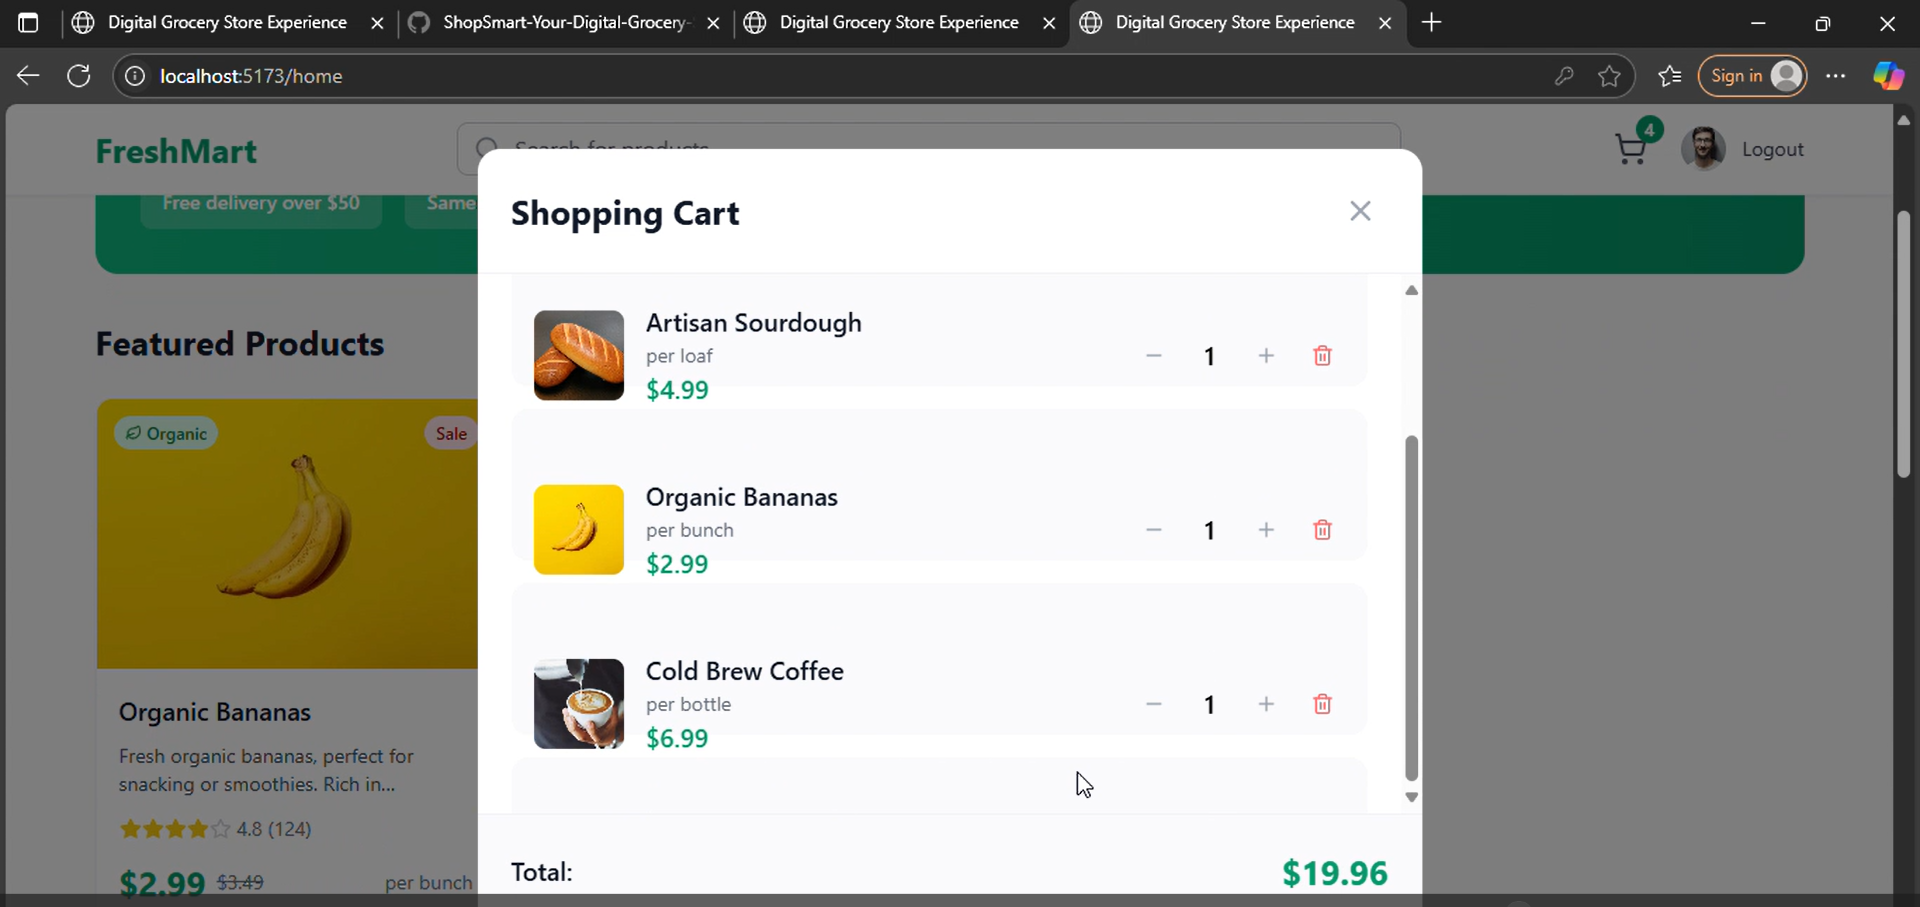 Digital Grocery Store Experience
ShopSmart-Your-Digital-Grocery-
Digital Grocery Store Experience
Digital Grocery Store Experience
localhost:5173/home
Sign in
FreshMart
Search for products
4
Logout
Free delivery over $50
Same
Shopping Cart
Featured Products
Organic
Sale
Artisan Sourdough
per loaf
$4.99
1
Organic Bananas
per bunch
$2.99
1
Cold Brew Coffee
per bottle
$6.99
1
Organic Bananas
Fresh organic bananas, perfect for
snacking or smoothies. Rich in...
4.8 (124)
$2.99 $3.49 per bunch
Total:
$19.96